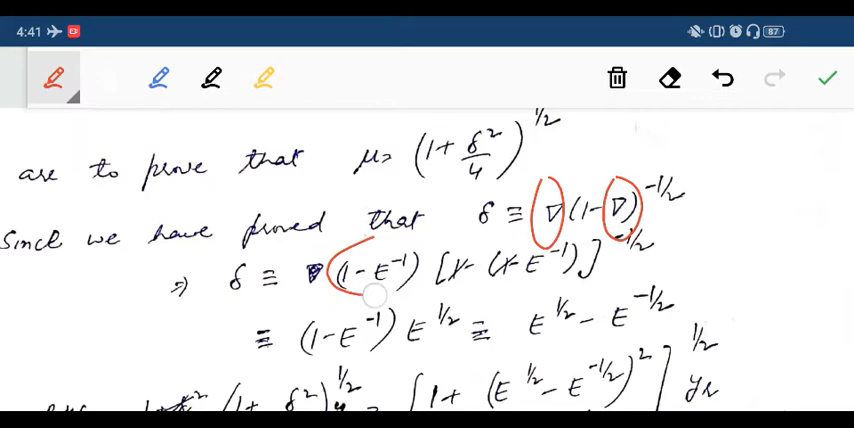 4:41
87
are to prove that μ = (1 + δ²/4)^1/2
Since we have proved that δ ≡ ∇(1 - ∇)^-1/2
⇒ δ ≡ (1 - E^-1) [1 - (1 - E^-1)]^-1/2
≡ (1 - E^-1) E^1/2 ≡ E^1/2 - E^-1/2
(1 + δ²)^1/2 = [1 + (E^1/2 - E^-1/2)^2]^1/2